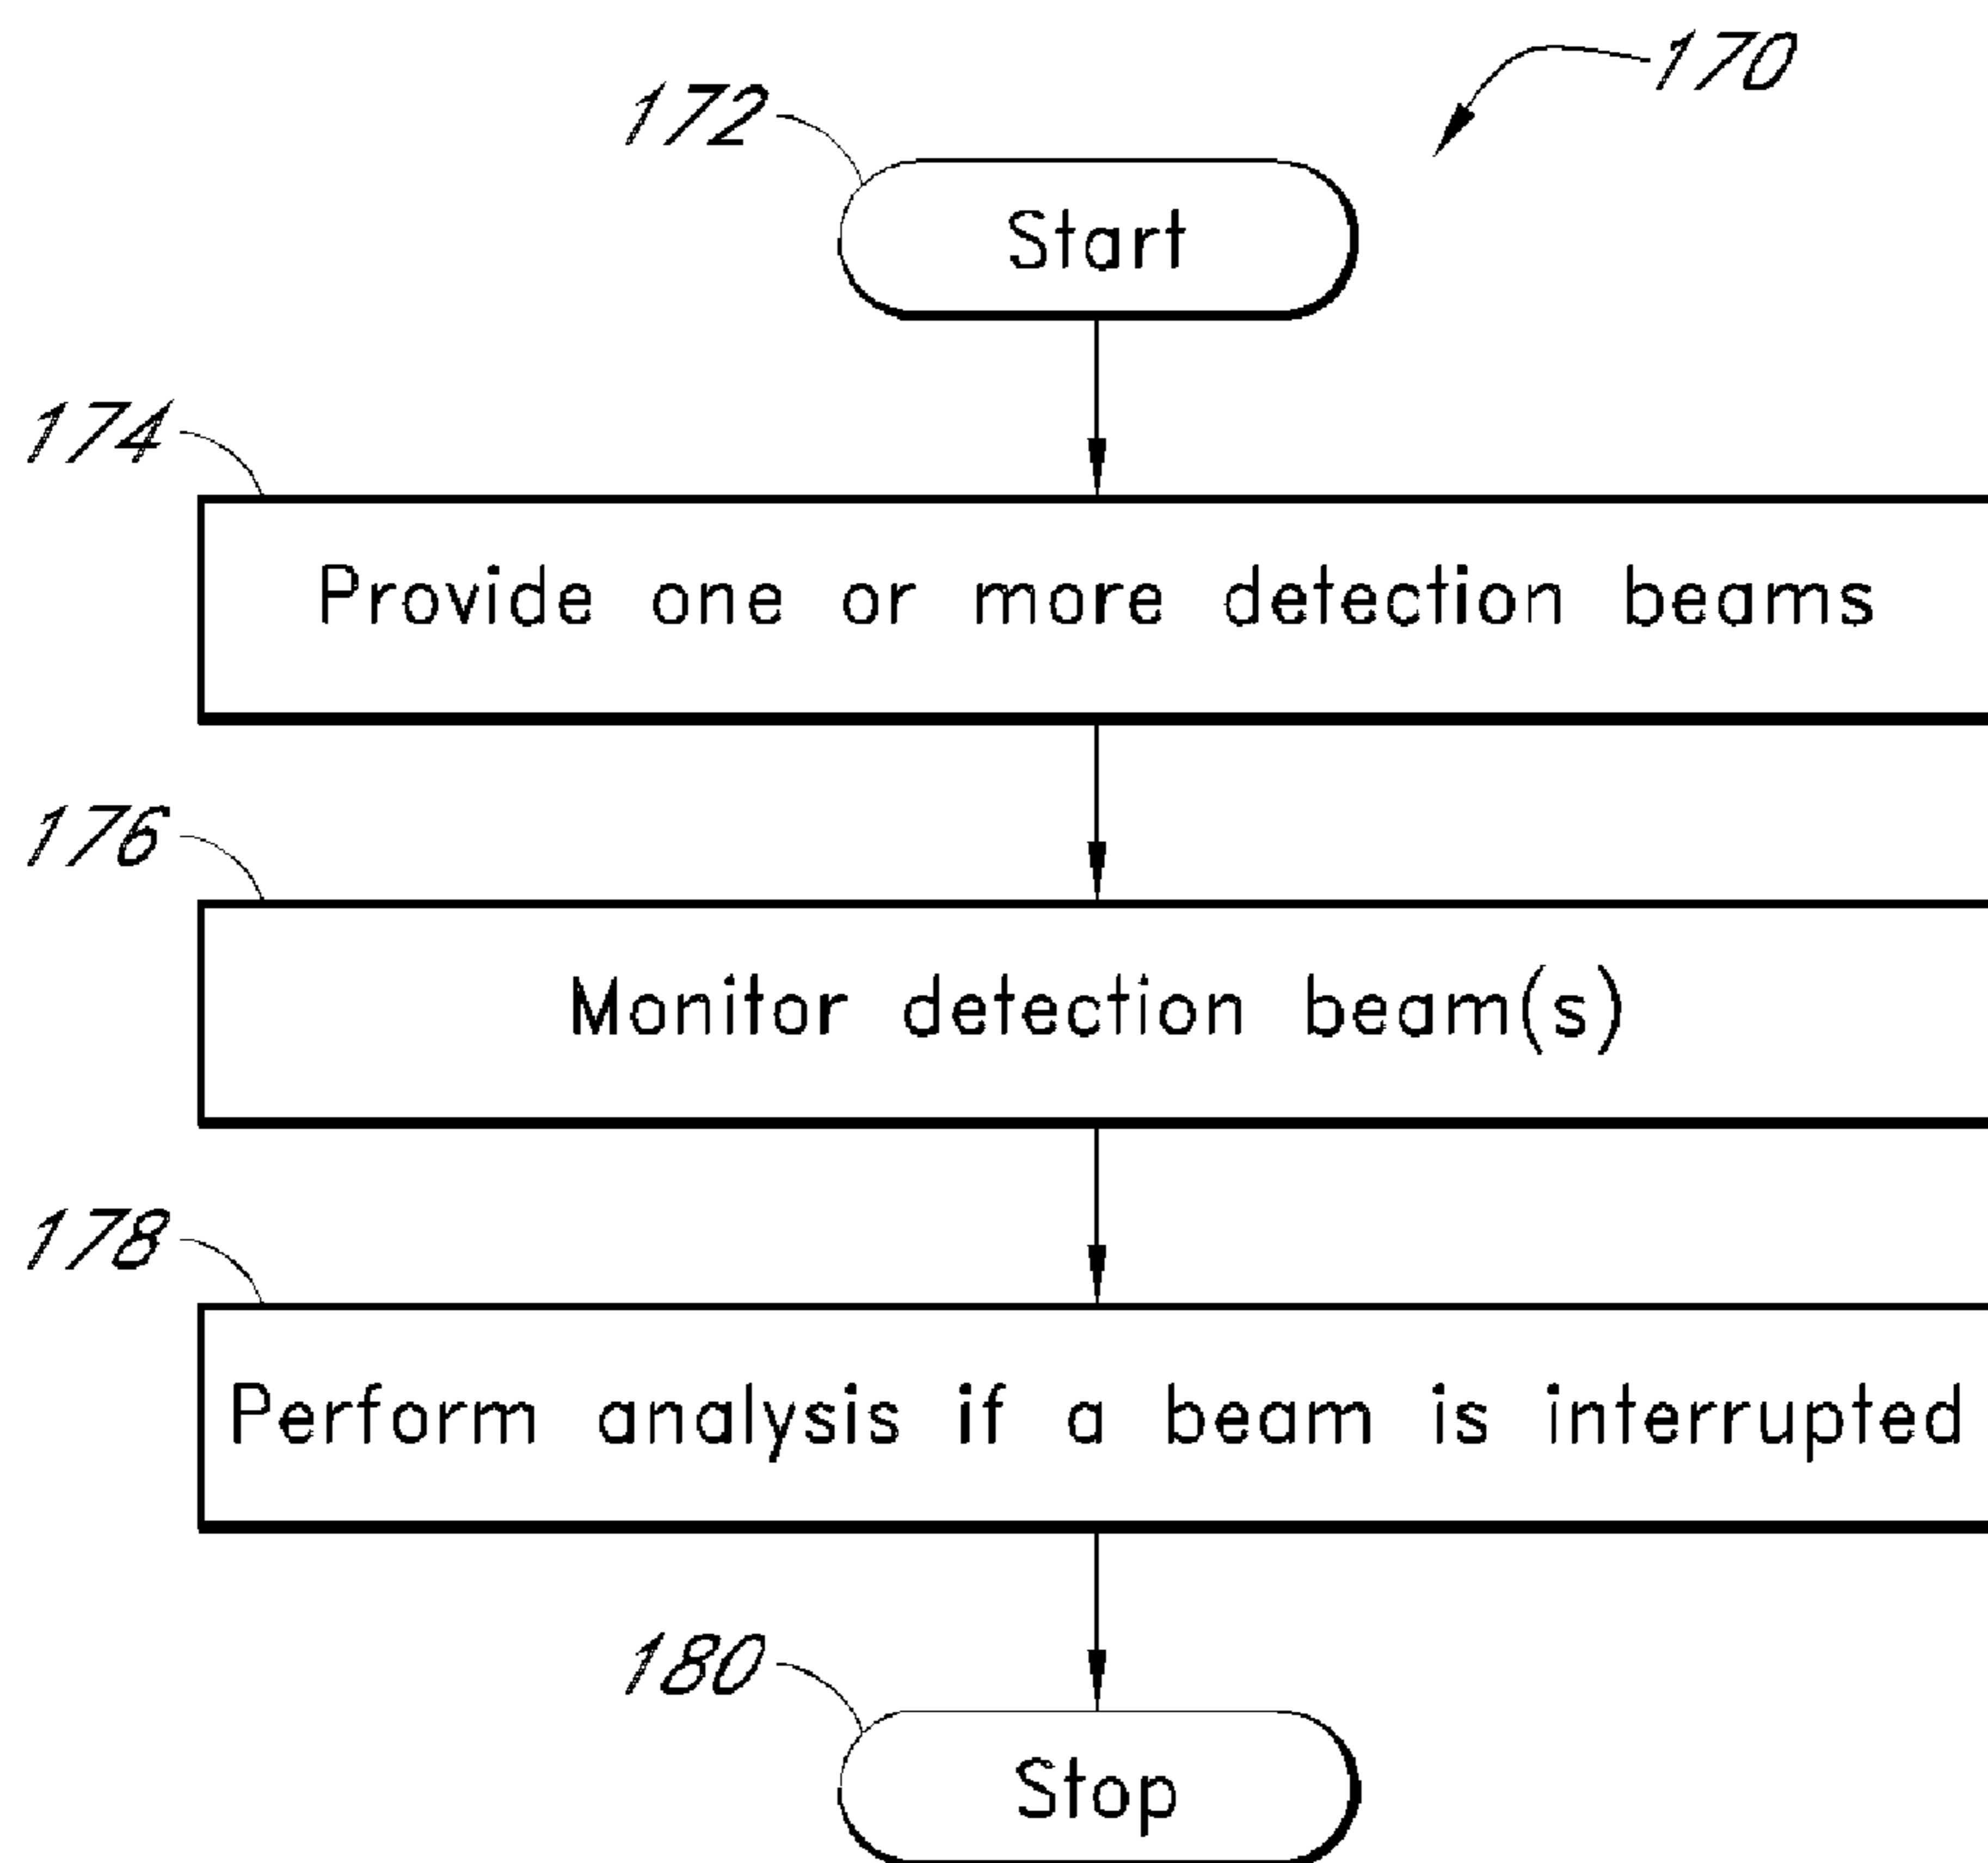 170
172
Start
174
Provide one or more detection beams
176
Monitor detection beam(s)
178
Perform analysis if a beam is interrupted
180
Stop